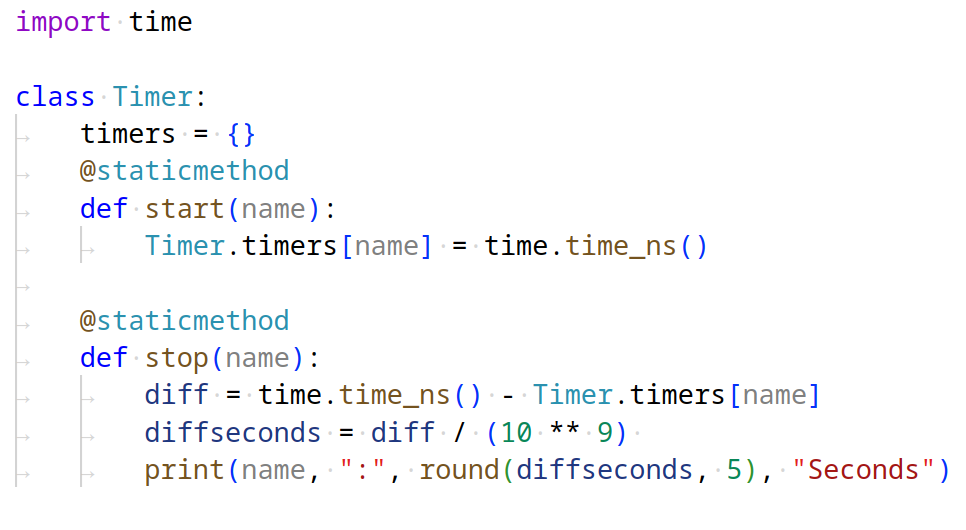 import time
class Timer:
timers = {}
@staticmethod
def start(name):
Timer.timers[name] = time.time_ns()
@staticmethod
def stop(name):
diff = time.time_ns() - Timer.timers[name]
diffseconds = diff / (10 ** 9)
print(name, ":", round(diffseconds, 5), "Seconds")